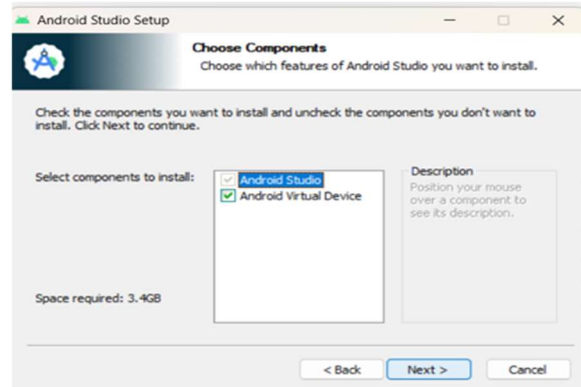 Android Studio Setup
Choose Components
Choose which features of Android Studio you want to install.
Check the components you want to install and uncheck the components you don't want to
install. Click Next to continue.
Select components to install:
Android Studio
Android Virtual Device
Description
Position your mouse
over a component to
see its description.
Space required: 3.4GB
< Back
Next >
Cancel